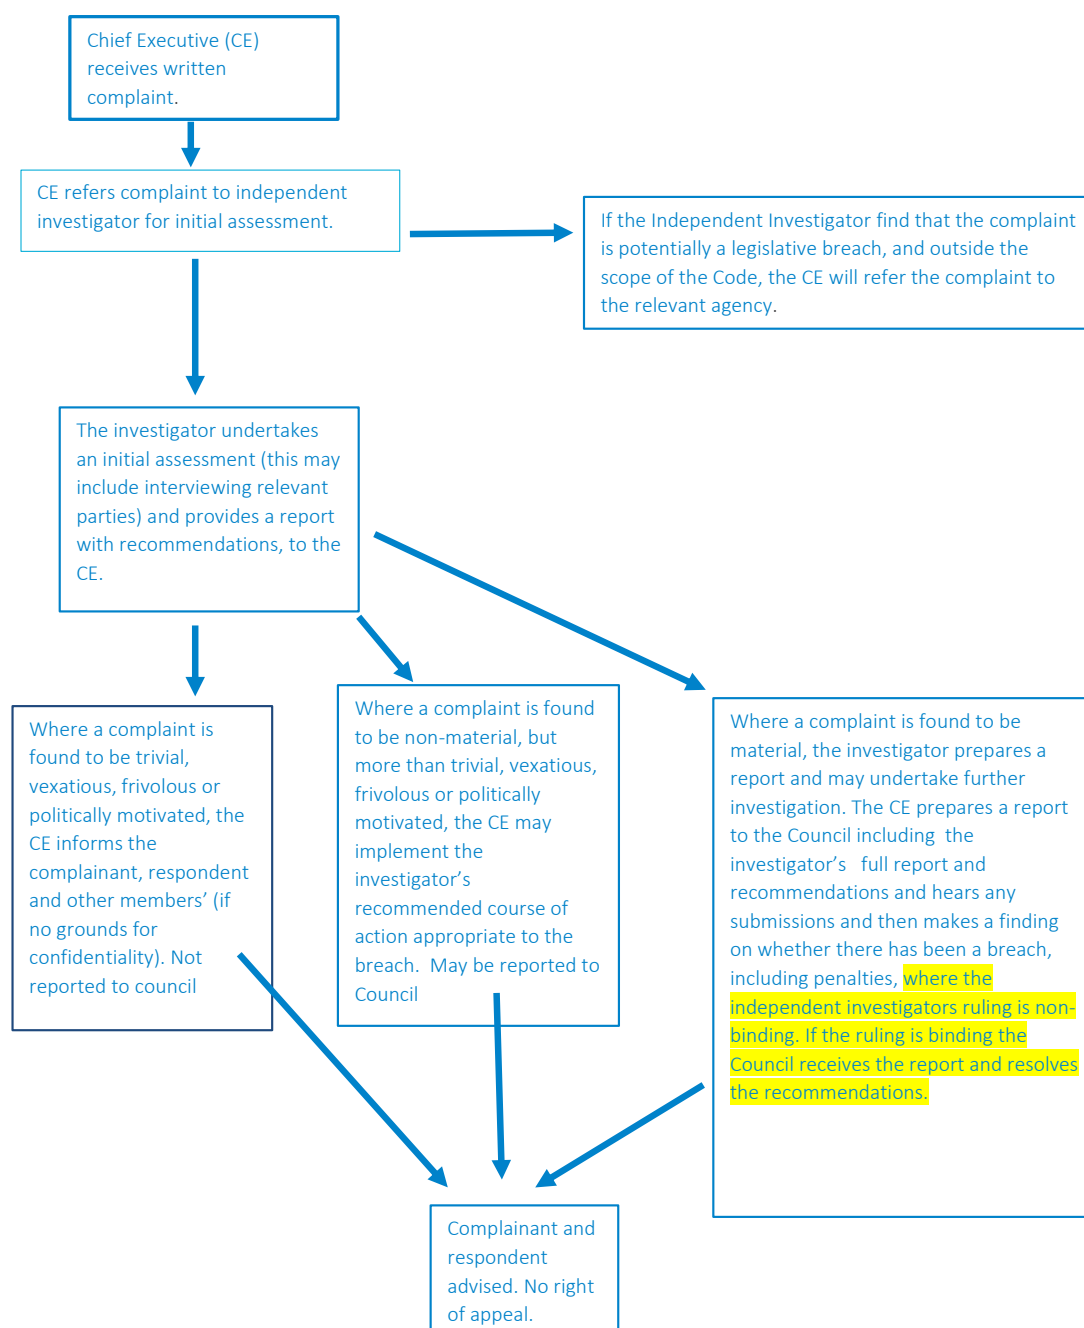 Chief Executive (CE)
receives written
complaint.
CE refers complaint to independent
investigator for initial assessment.
If the Independent Investigator find that the complaint
is potentially a legislative breach, and outside the
scope of the Code, the CE will refer the complaint to
the relevant agency.
The investigator undertakes
an initial assessment (this may
include interviewing relevant
parties) and provides a report
with recommendations, to the
CE.
Where a complaint is
found to be trivial,
vexatious, frivolous or
politically motivated, the
CE informs the
complainant, respondent
and other members’ (if
no grounds for
confidentiality). Not
reported to council
Where a complaint is found
to be non-material, but
more than trivial, vexatious,
frivolous or politically
motivated, the CE may
implement the
investigator’s
recommended course of
action appropriate to the
breach. May be reported to
Council
Where a complaint is found to be
material, the investigator prepares a
report and may undertake further
investigation. The CE prepares a report
to the Council including the
investigator’s full report and
recommendations and hears any
submissions and then makes a finding
on whether there has been a breach,
including penalties, where the
independent investigators ruling is non-
binding. If the ruling is binding the
Council receives the report and resolves
the recommendations.
Complainant and
respondent
advised. No right
of appeal.